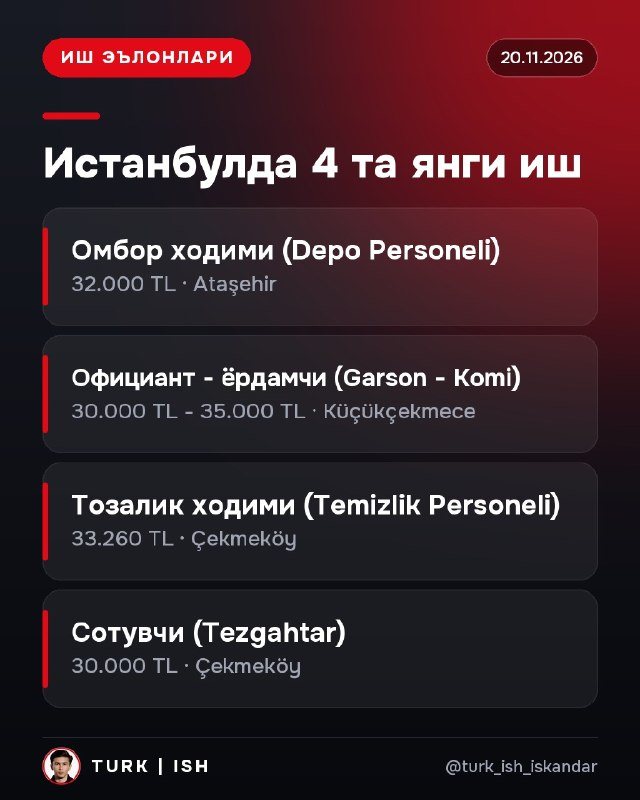 ИШ ЭЪЛОНЛАРИ
20.11.2026
Истанбулда 4 та янги иш
Омбор ходими (Depo Personeli)
32.000 TL · Ataşehir
Официант - ёрдамчи (Garson - Komi)
30.000 TL - 35.000 TL · Küçükçekmece
Тозалик ходими (Temizlik Personeli)
33.260 TL · Çekmeköy
Сотувчи (Tezgahtar)
30.000 TL · Çekmeköy
TURK | ISH
@turk_ish_iskandar